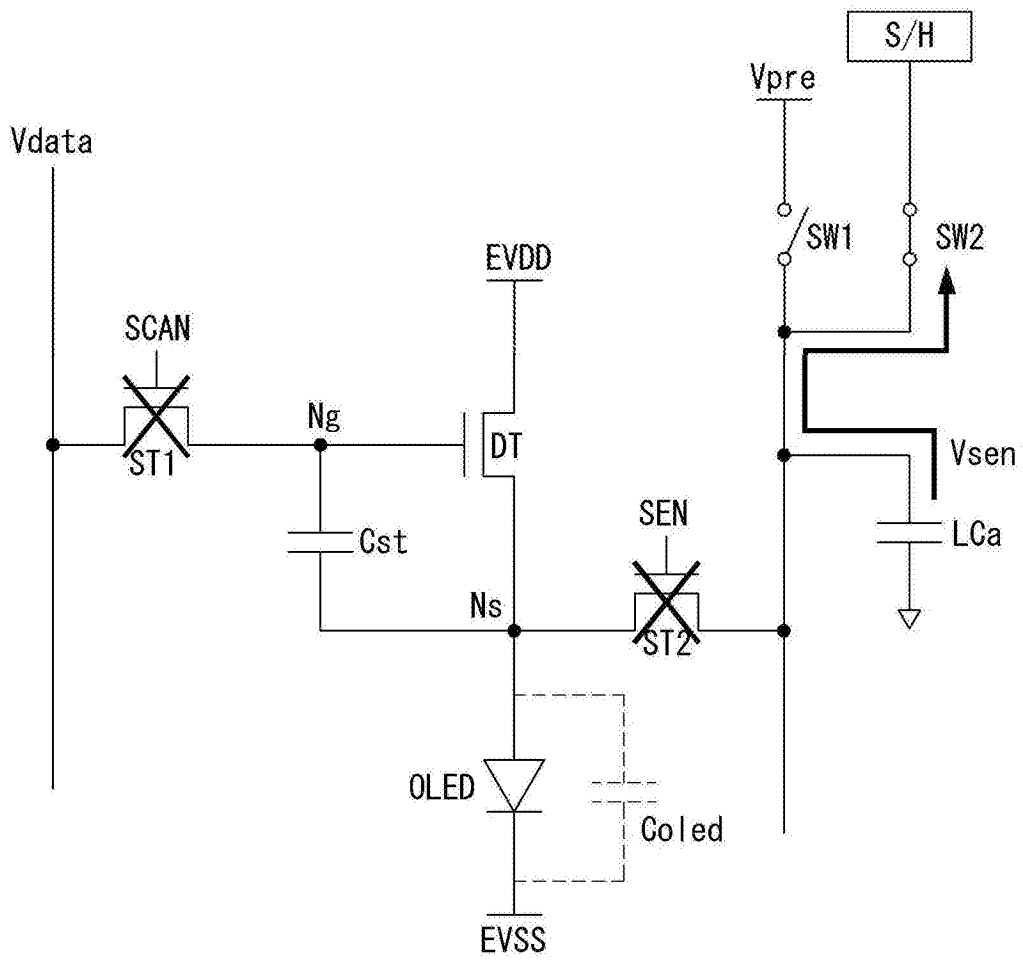 S/H
Vpre
Vdata
SW1
SW2
EVDD
SCAN
Ng
DT
ST1
Vsen
SEN
LCa
Cst
Ns
ST2
OLED
Coled
EVSS